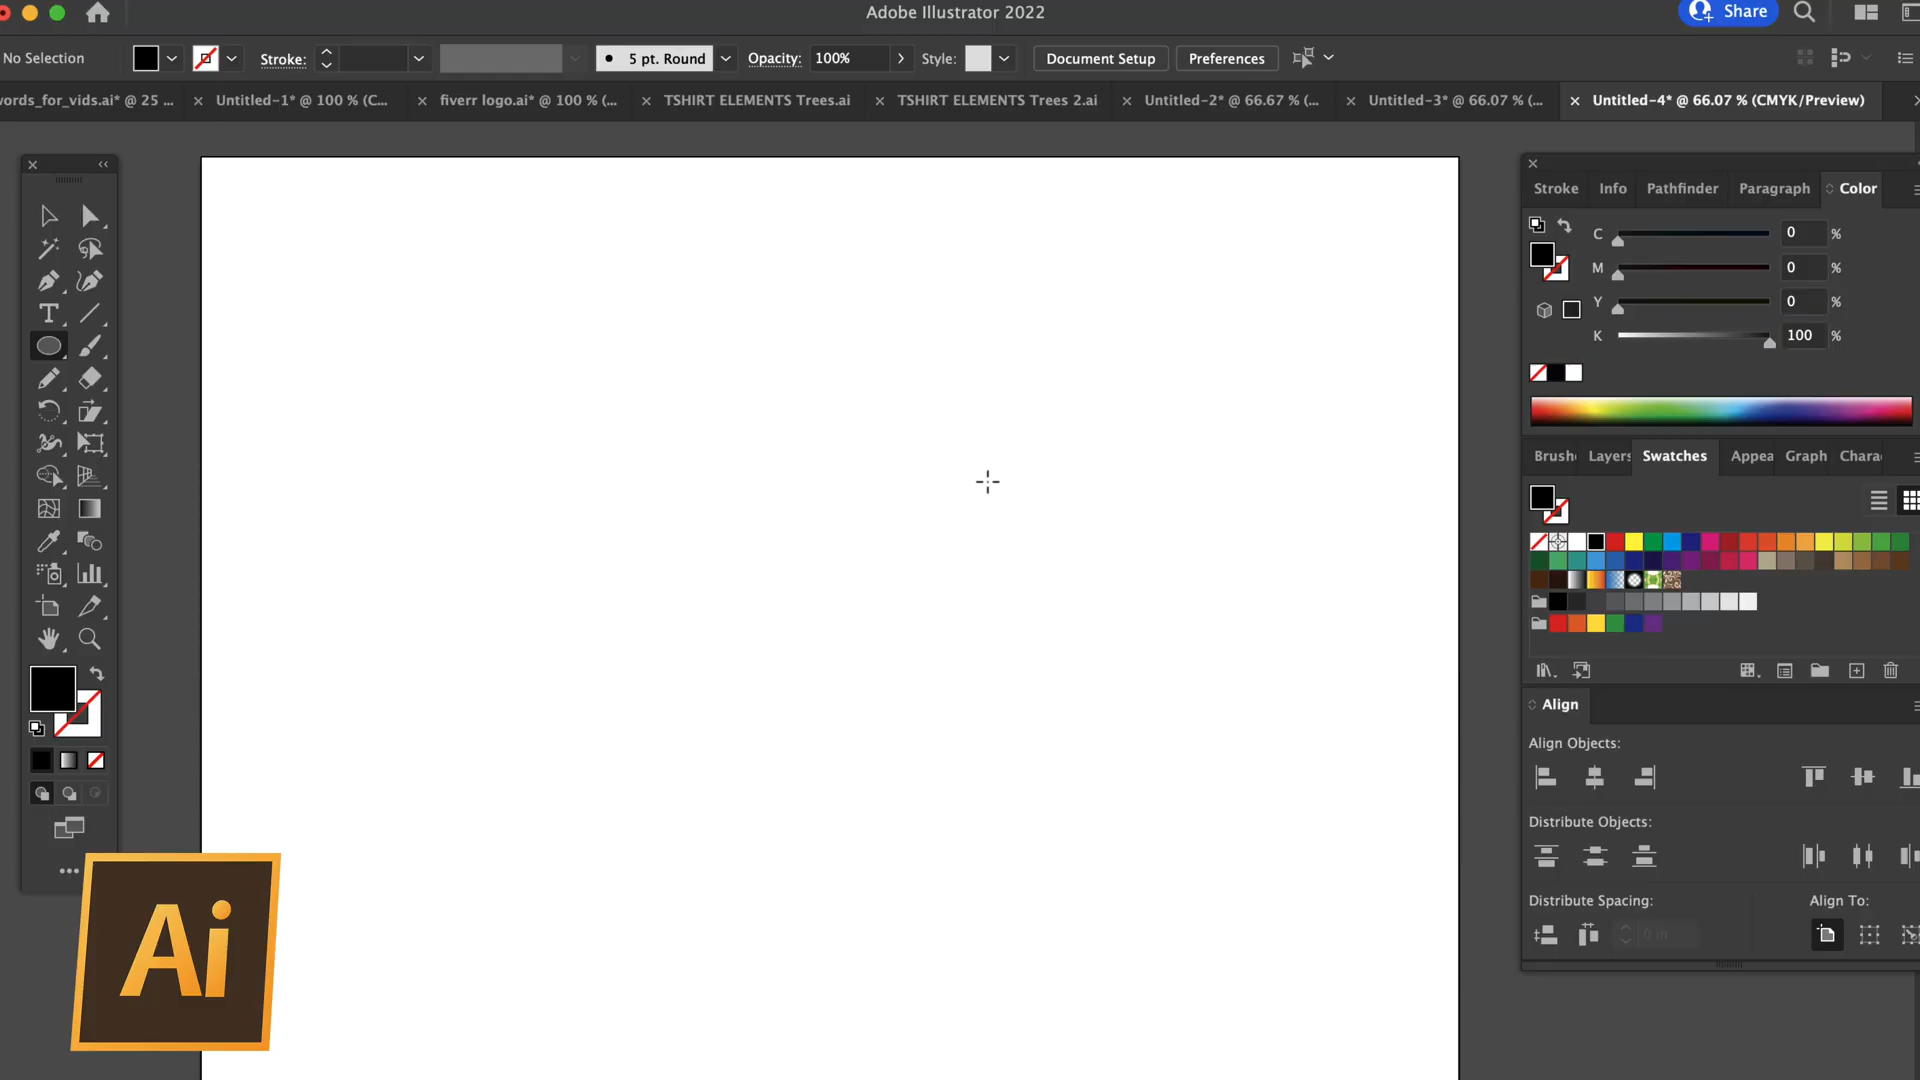 Adobe Illustrator 2022
Share
No Selection
Stroke:
5 pt. Round
Opacity:
100%
Style:
Document Setup
Preferences
words_for_vids.ai* @ 25 ...
Untitled-1* @ 100 % (C...
fiverr logo.ai* @ 100 % (...
TSHIRT ELEMENTS Trees.ai
TSHIRT ELEMENTS Trees 2.ai
Untitled-2* @ 66.67 % (...
Untitled-3* @ 66.07 % (...
Untitled-4* @ 66.07 % (CMYK/Preview)
Stroke
Info
Pathfinder
Paragraph
Color
C 0 %
M 0 %
Y 0 %
K 100 %
Brush
Layers
Swatches
Appea
Graph
Chara
Align
Align Objects:
Distribute Objects:
Distribute Spacing:
Align To:
0 in
Ai